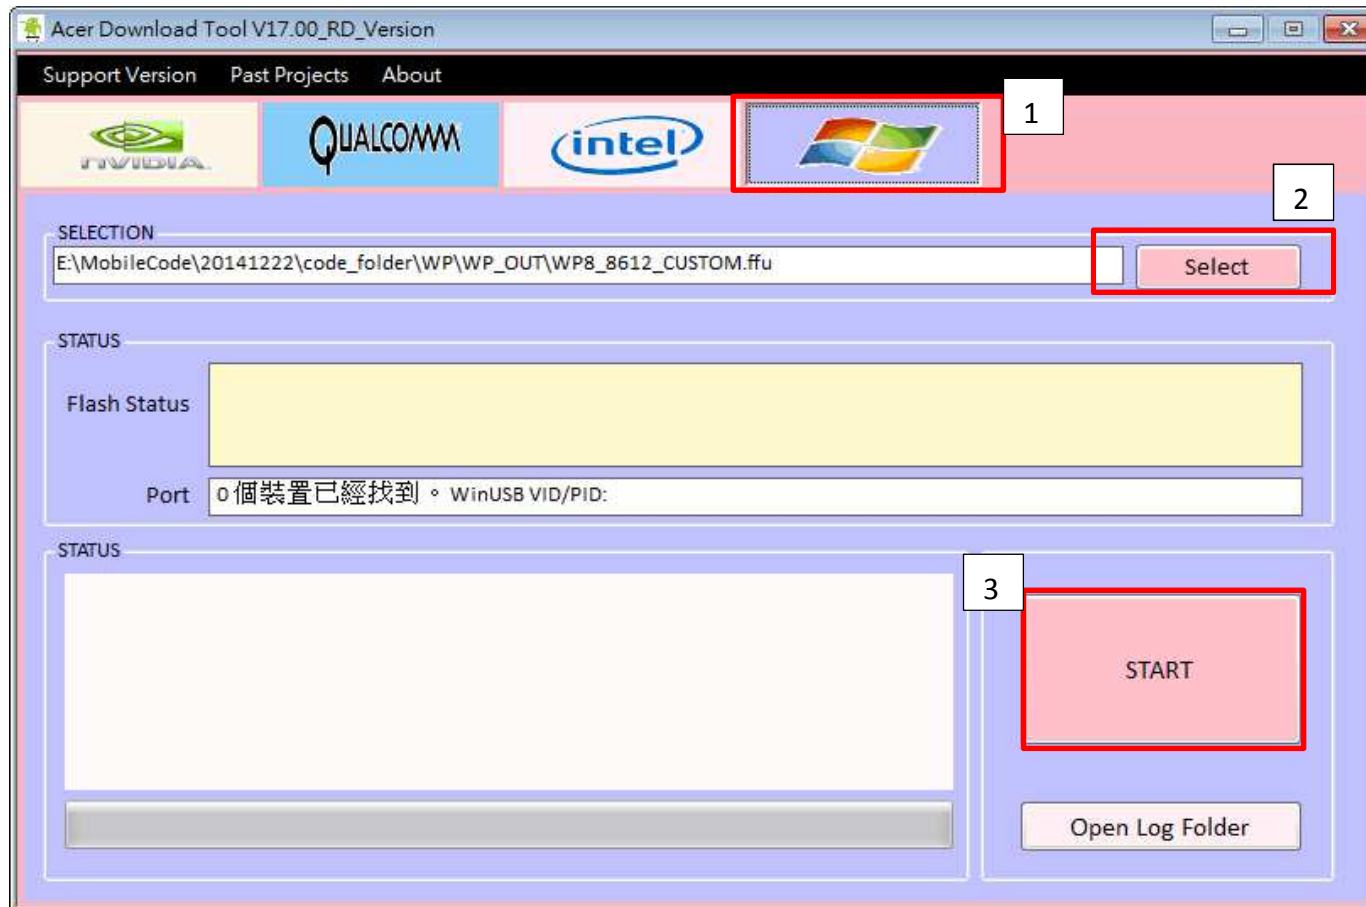 Acer Download Tool V17.00_RD_Version
Support Version Past Projects About
NVIDIA.
QUALCOMM
intel
1
2
SELECTION
E:\MobileCode\20141222\code_folder\WP\WP_OUT\WP8_8612_CUSTOM.ffu
Select
STATUS
Flash Status
Port 0 個裝置已經找到。 WinUSB VID/PID:
STATUS
3
START
Open Log Folder